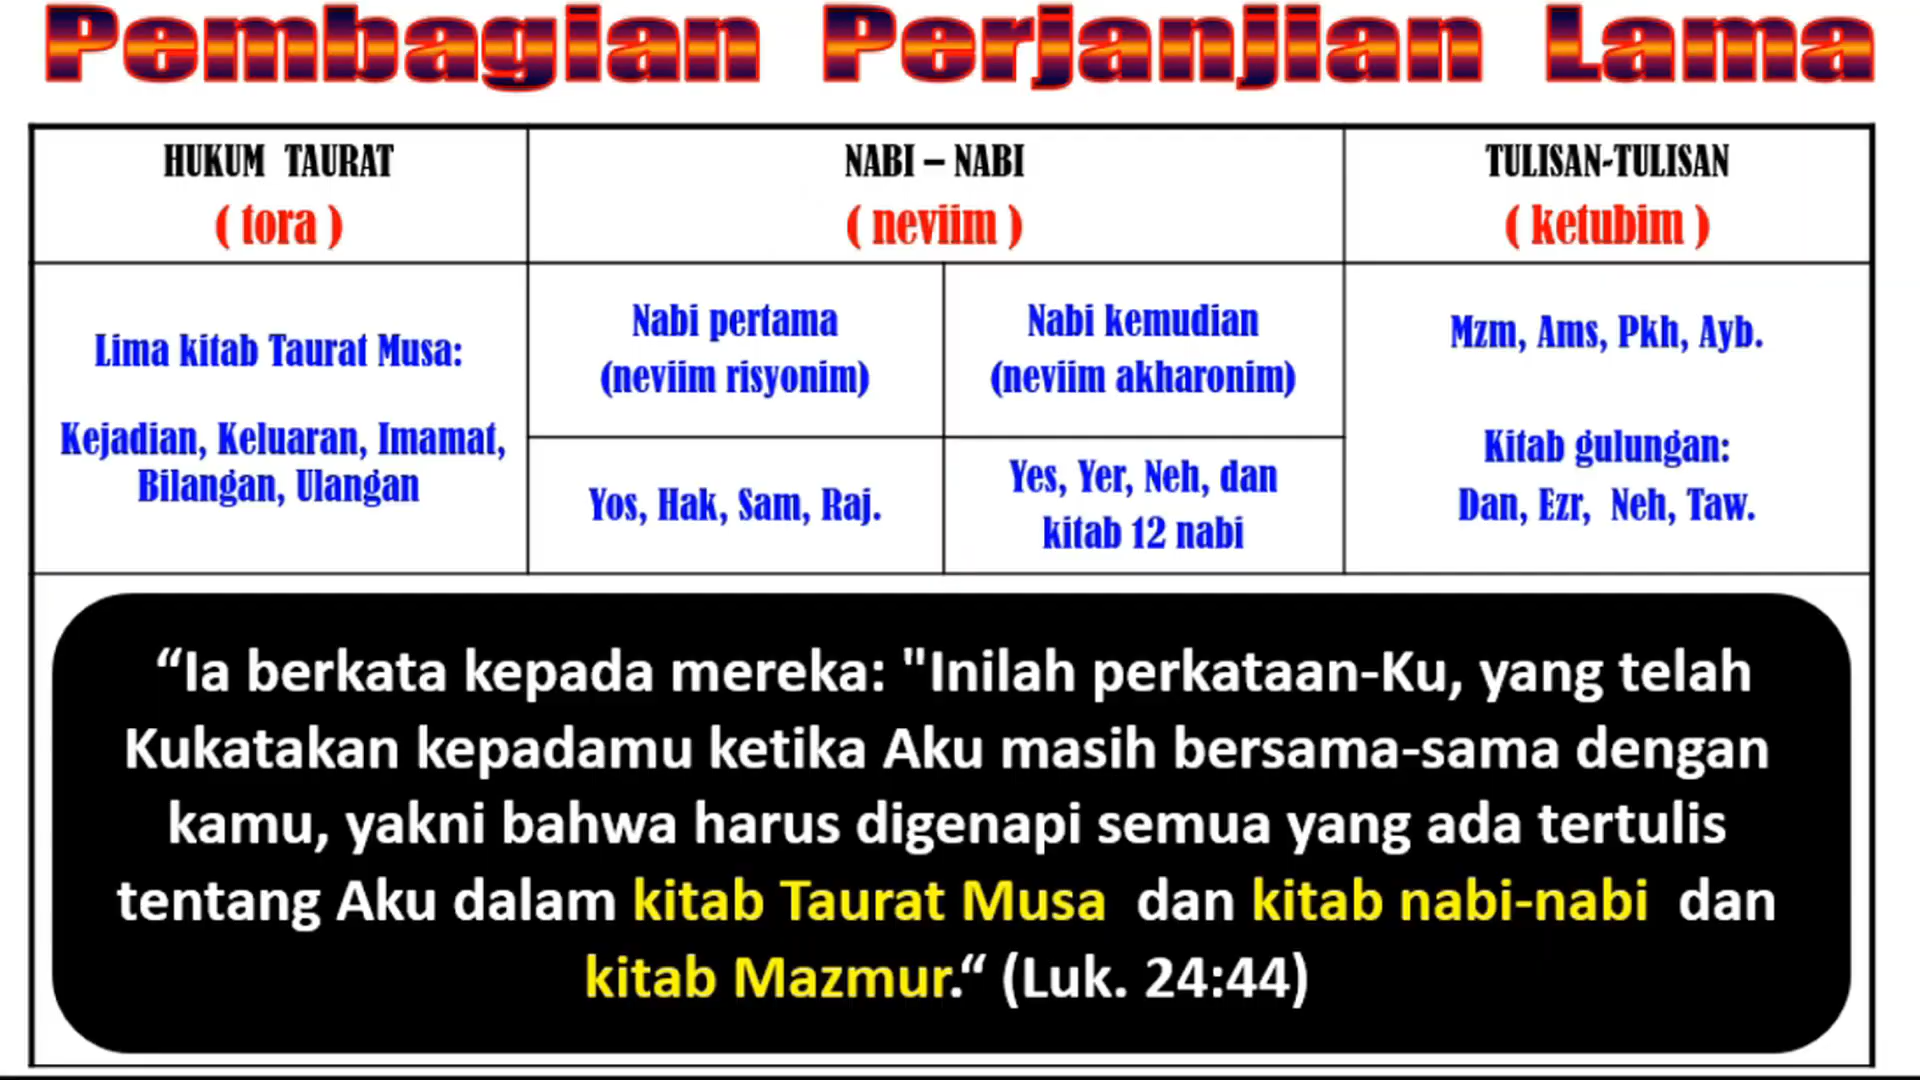 Pembagian Perjanjian Lama
HUKUM TAURAT
( tora )
NABI – NABI
( neviim )
TULISAN-TULISAN
( ketubim )
Lima kitab Taurat Musa:
Kejadian, Keluaran, Imamat,
Bilangan, Ulangan
Nabi pertama
(neviim risyonim)
Nabi kemudian
(neviim akharonim)
Yos, Hak, Sam, Raj.
Yes, Yer, Neh, dan
kitab 12 nabi
Mzm, Ams, Pkh, Ayb.
Kitab gulungan:
Dan, Ezr, Neh, Taw.
“Ia berkata kepada mereka: "Inilah perkataan-Ku, yang telah
Kukatakan kepadamu ketika Aku masih bersama-sama dengan
kamu, yakni bahwa harus digenapi semua yang ada tertulis
tentang Aku dalam kitab Taurat Musa dan kitab nabi-nabi dan
kitab Mazmur.“ (Luk. 24:44)